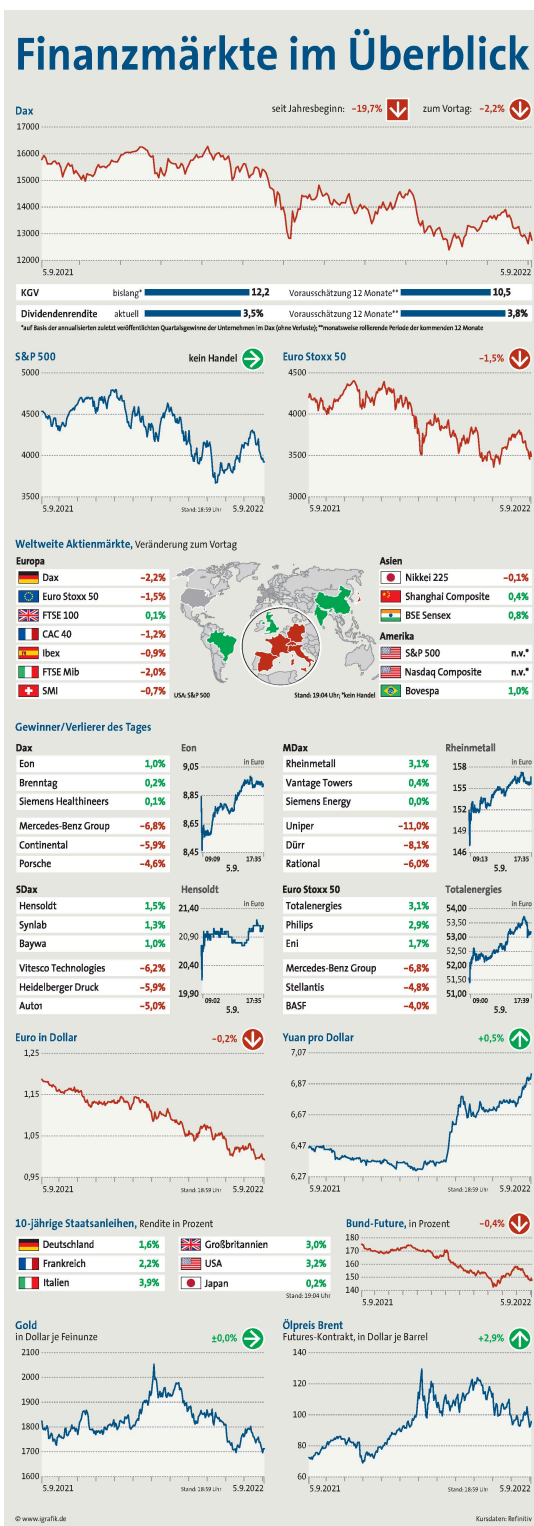 Finanzmärkte im Überblick
Dax
seit Jahresbeginn: –19,7% zum Vortag: –2,2%
17000
16000
15000
14000
13000
12000
5.9.2021 5.9.2022
KGV bislang* 12,2 Vorausschätzung 12 Monate** 10,5
Dividendenrendite aktuell 3,5% Vorausschätzung 12 Monate** 3,8%
*auf Basis der annualisierten zuletzt veröffentlichten Quartalsgewinne der Unternehmen im Dax (ohne Verluste); **monatsweise rollierende Periode der kommenden 12 Monate
S&P 500 kein Handel
5000
4500
4000
3500
5.9.2021 Stand: 18:59 Uhr 5.9.2022
Euro Stoxx 50 –1,5%
4500
4000
3500
3000
5.9.2021 5.9.2022
Weltweite Aktienmärkte, Veränderung zum Vortag
Europa
Dax –2,2%
Euro Stoxx 50 –1,5%
FTSE 100 0,1%
CAC 40 –1,2%
Ibex –0,9%
FTSE Mib –2,0%
SMI –0,7%
USA: S&P 500 Stand: 19:04 Uhr; *kein Handel
Asien
Nikkei 225 –0,1%
Shanghai Composite 0,4%
BSE Sensex 0,8%
Amerika
S&P 500 n.v.*
Nasdaq Composite n.v.*
Bovespa 1,0%
Gewinner/Verlierer des Tages
Dax
Eon 1,0%
Brenntag 0,2%
Siemens Healthineers 0,1%
Mercedes-Benz Group –6,8%
Continental –5,9%
Porsche –4,6%
Eon
in Euro
9,05
8,85
8,65
8,45
09:09 17:35
5.9.
MDax
Rheinmetall 3,1%
Vantage Towers 0,4%
Siemens Energy 0,0%
Uniper –11,0%
Dürr –8,1%
Rational –6,0%
Rheinmetall
in Euro
158
155
152
149
146
09:13 17:35
5.9.
SDax
Hensoldt 1,5%
Synlab 1,3%
Baywa 1,0%
Vitesco Technologies –6,2%
Heidelberger Druck –5,9%
Auto1 –5,0%
Hensoldt
in Euro
21,40
20,90
20,40
19,90
09:02 17:35
5.9.
Euro Stoxx 50
Totalenergies 3,1%
Philips 2,9%
Eni 1,7%
Mercedes-Benz Group –6,8%
Stellantis –4,8%
BASF –4,0%
Totalenergies
in Euro
54,00
53,50
53,00
52,50
52,00
51,50
51,00
09:00 17:39
5.9.
Euro in Dollar –0,2%
1,25
1,15
1,05
0,95
5.9.2021 Stand: 18:59 Uhr 5.9.2022
Yuan pro Dollar +0,5%
7,07
6,87
6,67
6,47
6,27
5.9.2021 Stand: 18:59 Uhr 5.9.2022
10-jährige Staatsanleihen, Rendite in Prozent
Deutschland 1,6%
Frankreich 2,2%
Italien 3,9%
Großbritannien 3,0%
USA 3,2%
Japan 0,2%
Stand: 19:04 Uhr
Bund-Future, in Prozent –0,4%
180
170
160
150
140
5.9.2021 5.9.2022
Gold
in Dollar je Feinunze ±0,0%
2100
2000
1900
1800
1700
1600
5.9.2021 Stand: 18:59 Uhr 5.9.2022
Ölpreis Brent
Futures-Kontrakt, in Dollar je Barrel +2,9%
140
120
100
80
60
5.9.2021 Stand: 18:59 Uhr 5.9.2022
© www.igrafik.de Kursdaten: Refinitiv